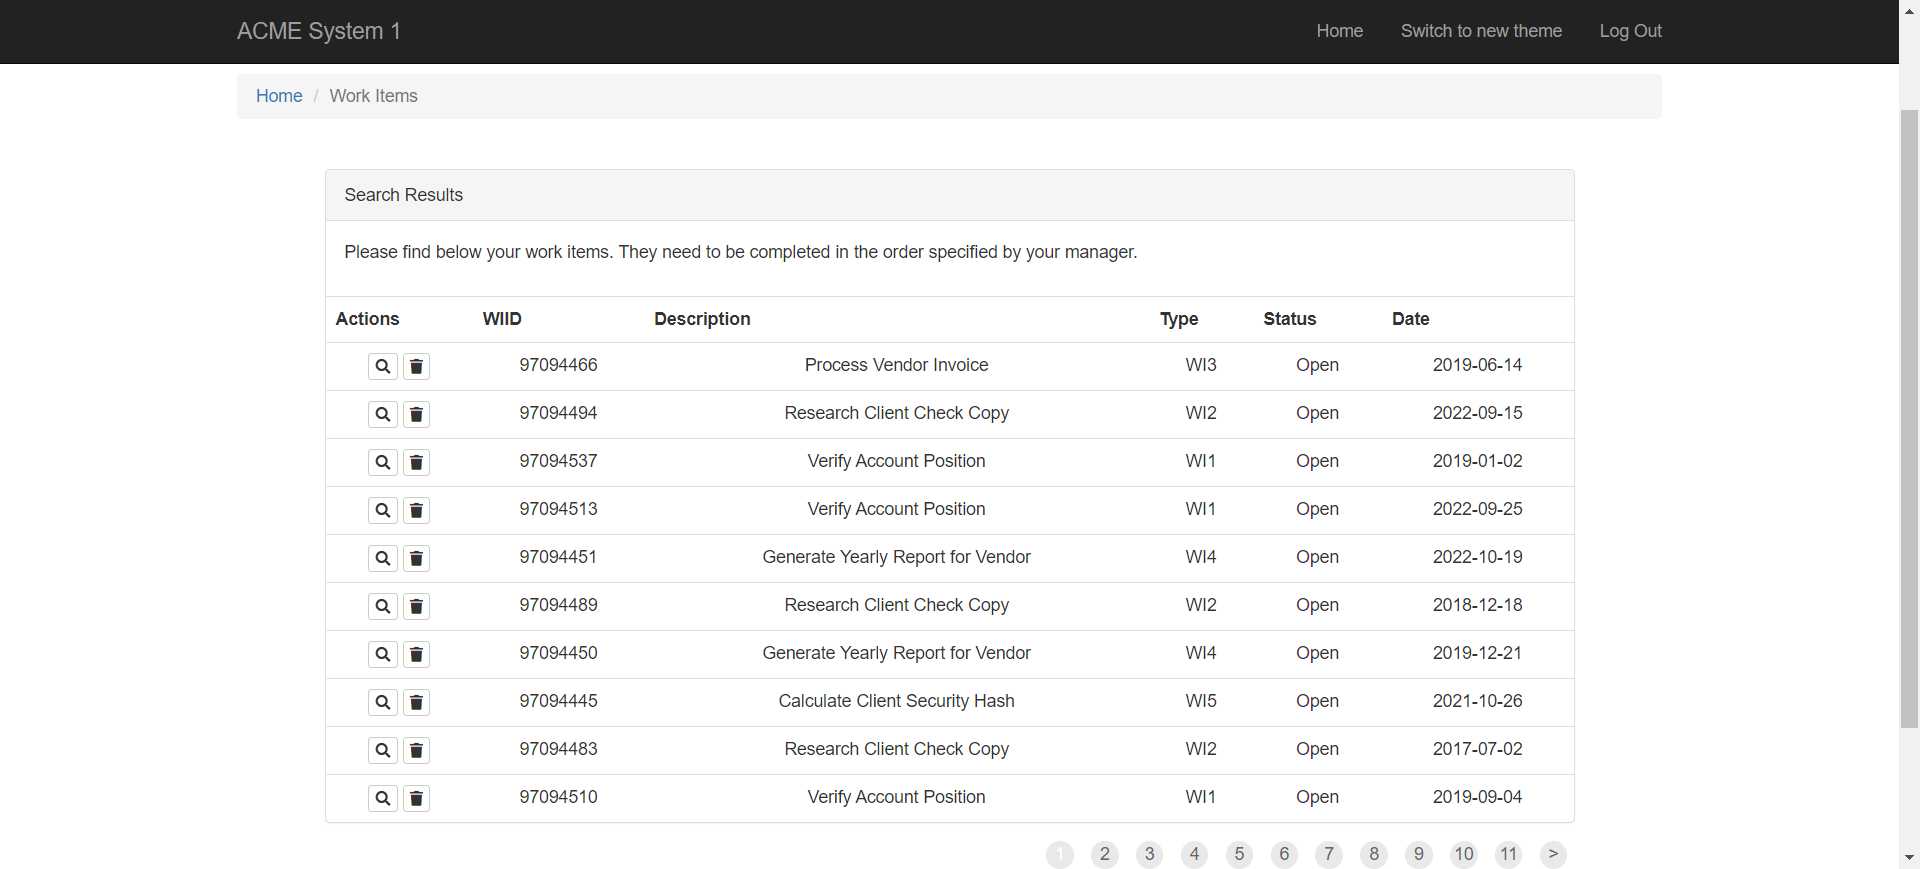 ACME System 1 Home Switch to new theme Log Out
Home / Work Items
Search Results
Please find below your work items. They need to be completed in the order specified by your manager.
Actions WIID Description Type Status Date
97094466 Process Vendor Invoice WI3 Open 2019-06-14
97094494 Research Client Check Copy WI2 Open 2022-09-15
97094537 Verify Account Position WI1 Open 2019-01-02
97094513 Verify Account Position WI1 Open 2022-09-25
97094451 Generate Yearly Report for Vendor WI4 Open 2022-10-19
97094489 Research Client Check Copy WI2 Open 2018-12-18
97094450 Generate Yearly Report for Vendor WI4 Open 2019-12-21
97094445 Calculate Client Security Hash WI5 Open 2021-10-26
97094483 Research Client Check Copy WI2 Open 2017-07-02
97094510 Verify Account Position WI1 Open 2019-09-04
1 2 3 4 5 6 7 8 9 10 11 >